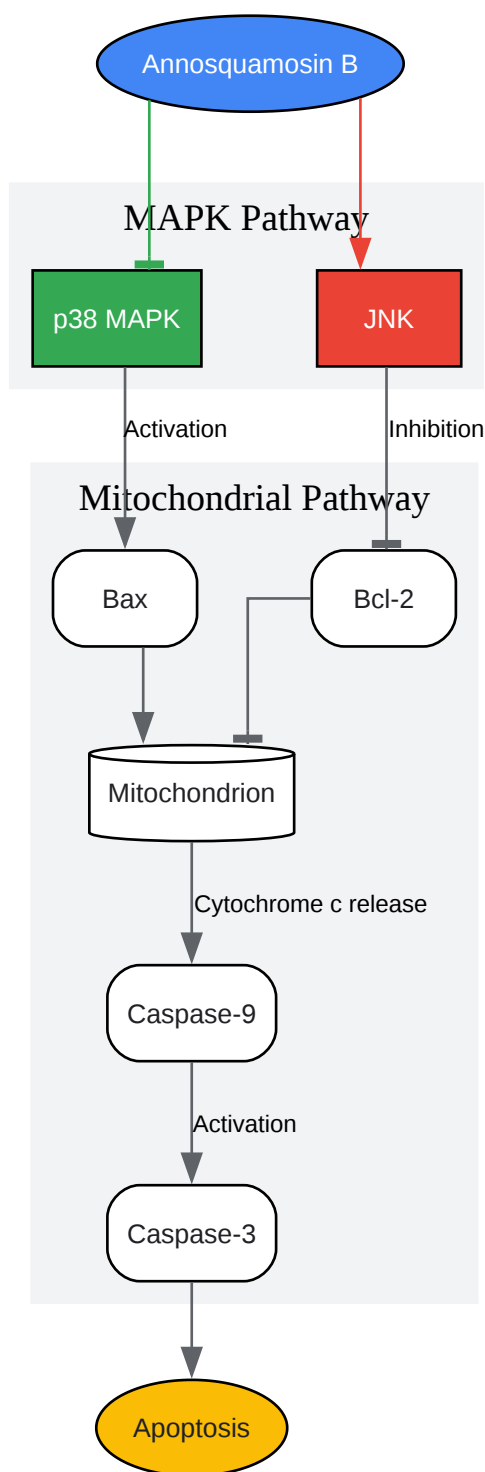 Annosquamosin B
MAPK Pathway
p38 MAPK
JNK
Activation
Inhibition
Mitochondrial Pathway
Bax
Bcl-2
Mitochondrion
Cytochrome c release
Caspase-9
Activation
Caspase-3
Apoptosis